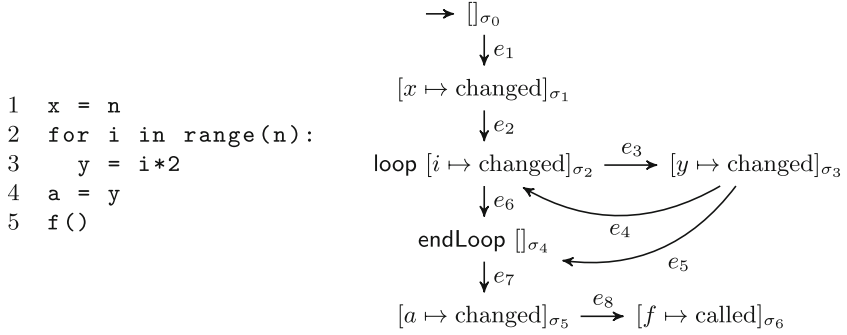 1 x = n
2 for i in range(n):
3   y = i*2
4 a = y
5 f()
[]σ0
e1
[x ↦ changed]σ1
e2
loop [i ↦ changed]σ2 e3 [y ↦ changed]σ3
e6
e4
endLoop []σ4
e5
e7
[a ↦ changed]σ5 e8 [f ↦ called]σ6